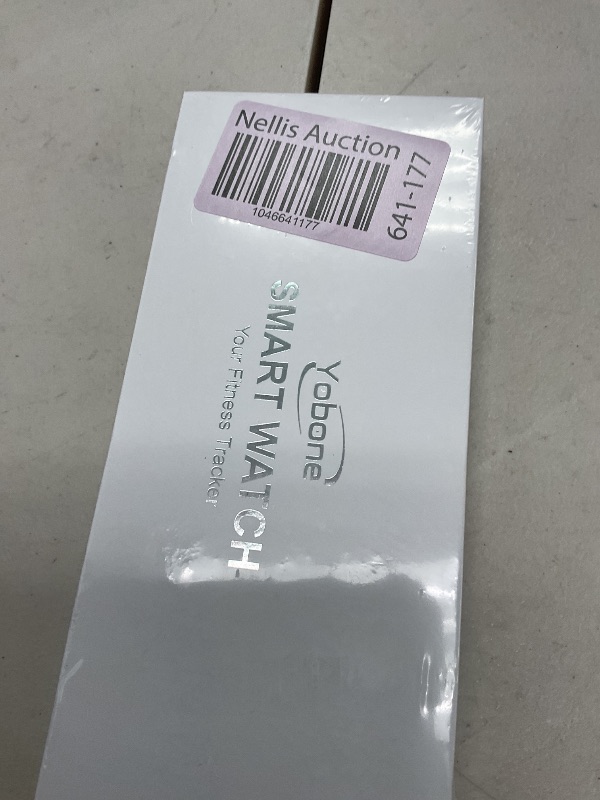 Nellis Auction
1046641177
641-177
Yobone
SMART WATCH
Your Fitness Tracker